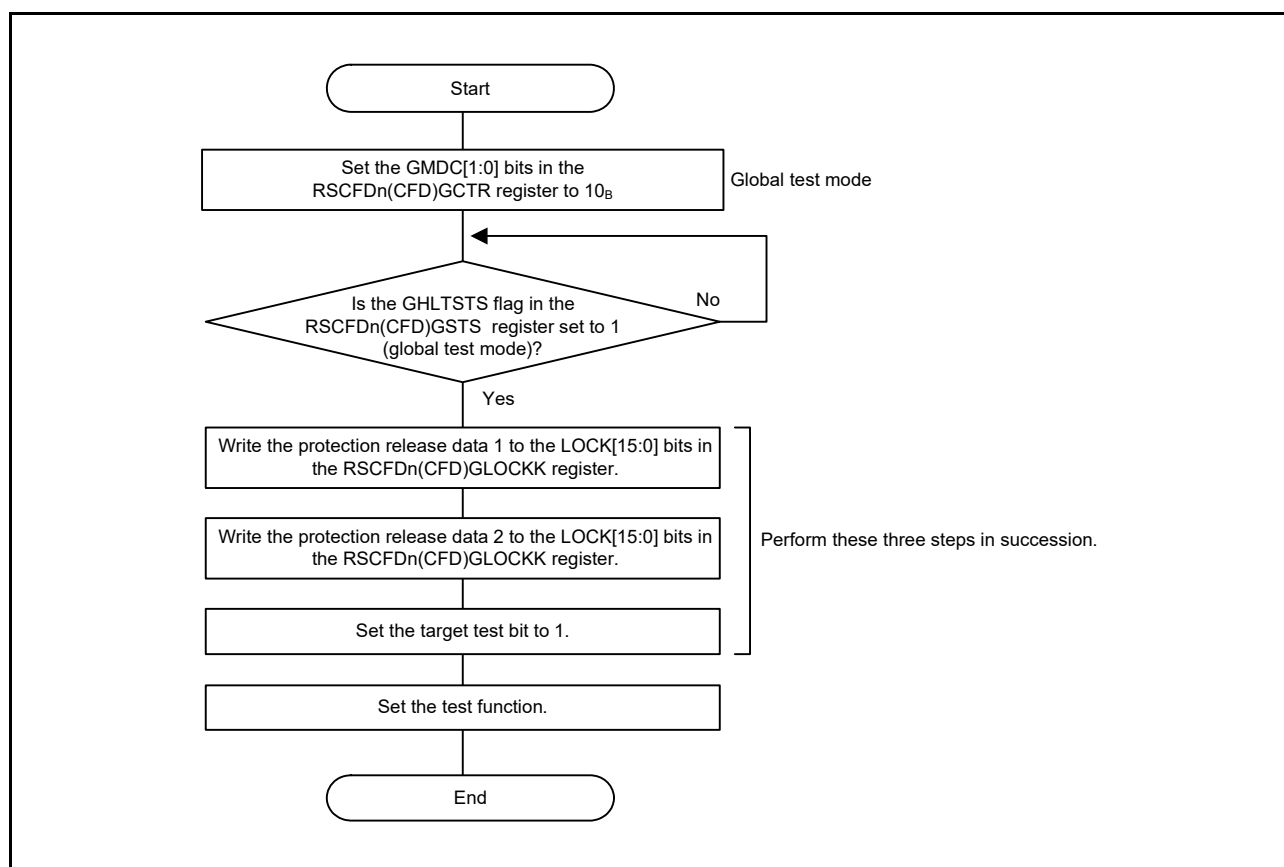 Start
Set the GMDC[1:0] bits in the
RSCFDn(CFD)GCTR register to 10B
Global test mode
Is the GHLTSTS flag in the
RSCFDn(CFD)GSTS register set to 1
(global test mode)?
No
Yes
Write the protection release data 1 to the LOCK[15:0] bits in
the RSCFDn(CFD)GLOCKK register.
Write the protection release data 2 to the LOCK[15:0] bits in
the RSCFDn(CFD)GLOCKK register.
Perform these three steps in succession.
Set the target test bit to 1.
Set the test function.
End